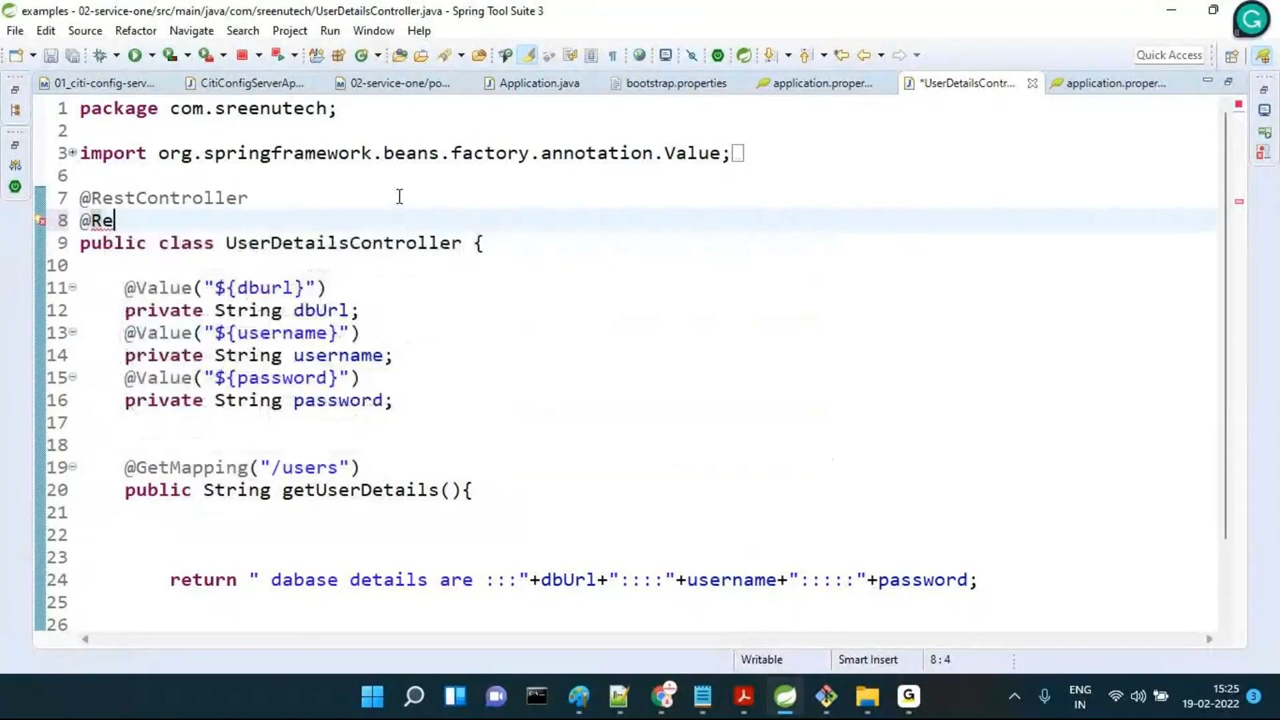 examples - 02-service-one/src/main/java/com/sreenutech/UserDetailsController.java - Spring Tool Suite 3
File Edit Source Refactor Navigate Search Project Run Window Help
Quick Access
01_citi-config-serv... CitiConfigServerAp... 02-service-one/po... Application.java bootstrap.properties application.proper... *UserDetailsContr... application.proper...
1 package com.sreenutech;
2
3 import org.springframework.beans.factory.annotation.Value;
6
7 @RestController
8 @Re
9 public class UserDetailsController {
10
11 @Value("${dburl}")
12 private String dbUrl;
13 @Value("${username}")
14 private String username;
15 @Value("${password}")
16 private String password;
17
18
19 @GetMapping("/users")
20 public String getUserDetails(){
21
22
23
24 return " dabase details are :::"+dbUrl+"::::"+username+":::::"+password;
25
26
Writable Smart Insert 8 : 4
ENG
IN
15:25
19-02-2022
3
G
G